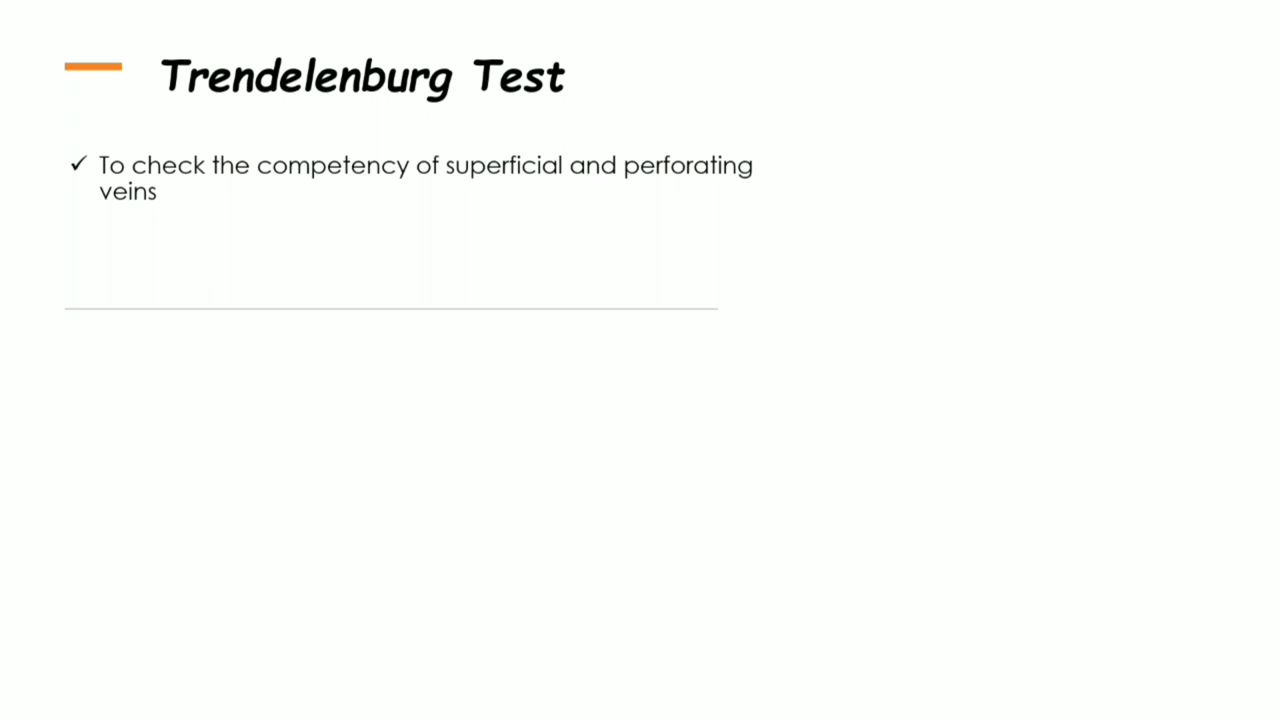 Trendelenburg Test
✓ To check the competency of superficial and perforating
veins